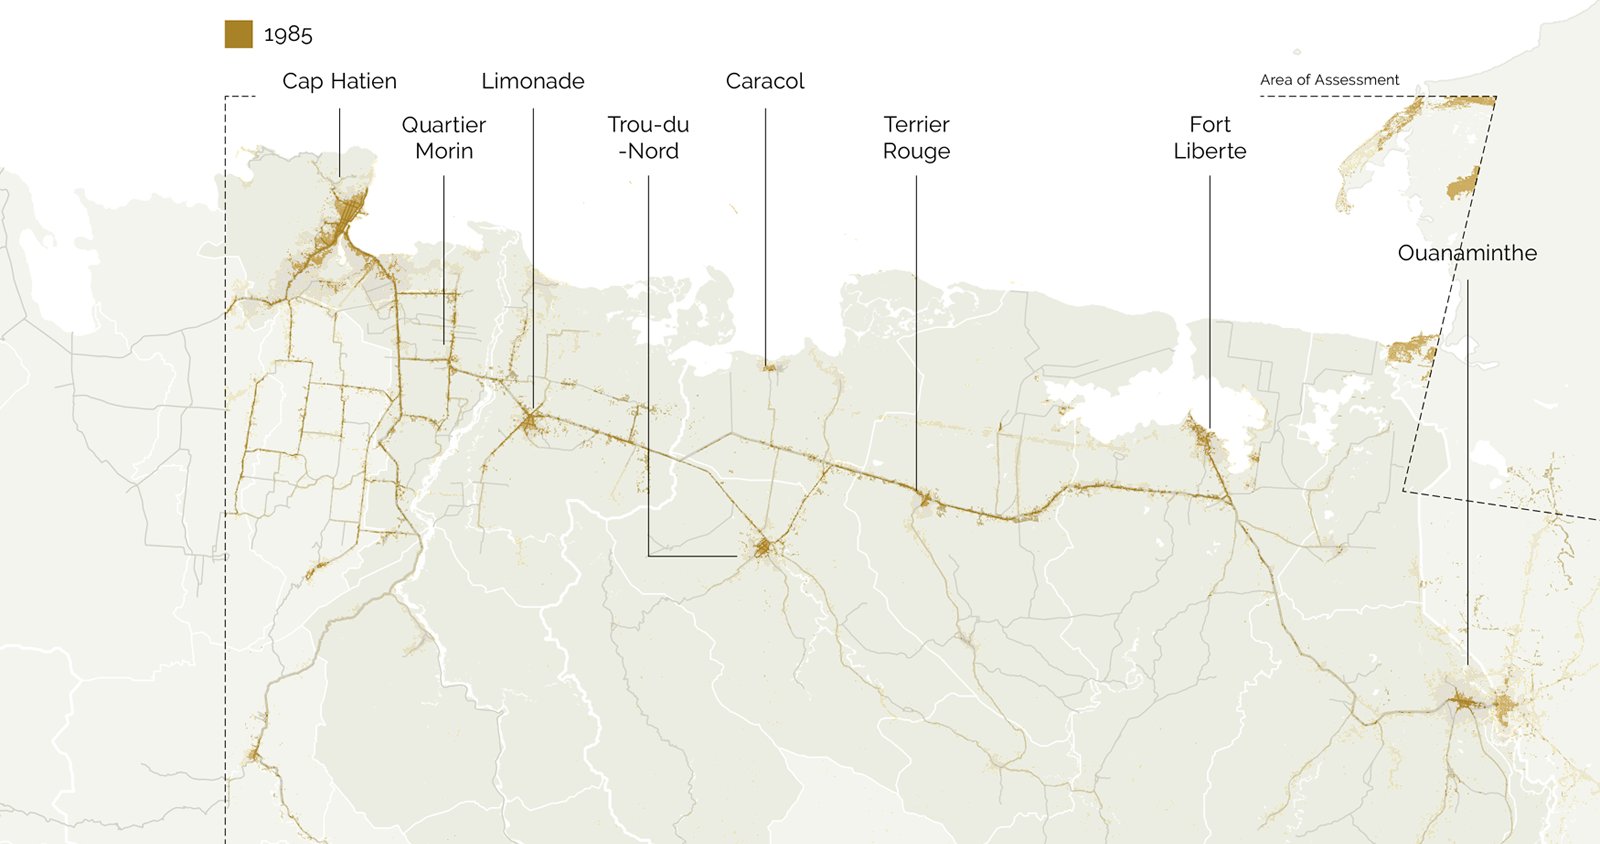 1985
Cap Hatien
Limonade
Caracol
Area of Assessment
Quartier
Morin
Trou-du
-Nord
Terrier
Rouge
Fort
Liberte
Ouanaminthe